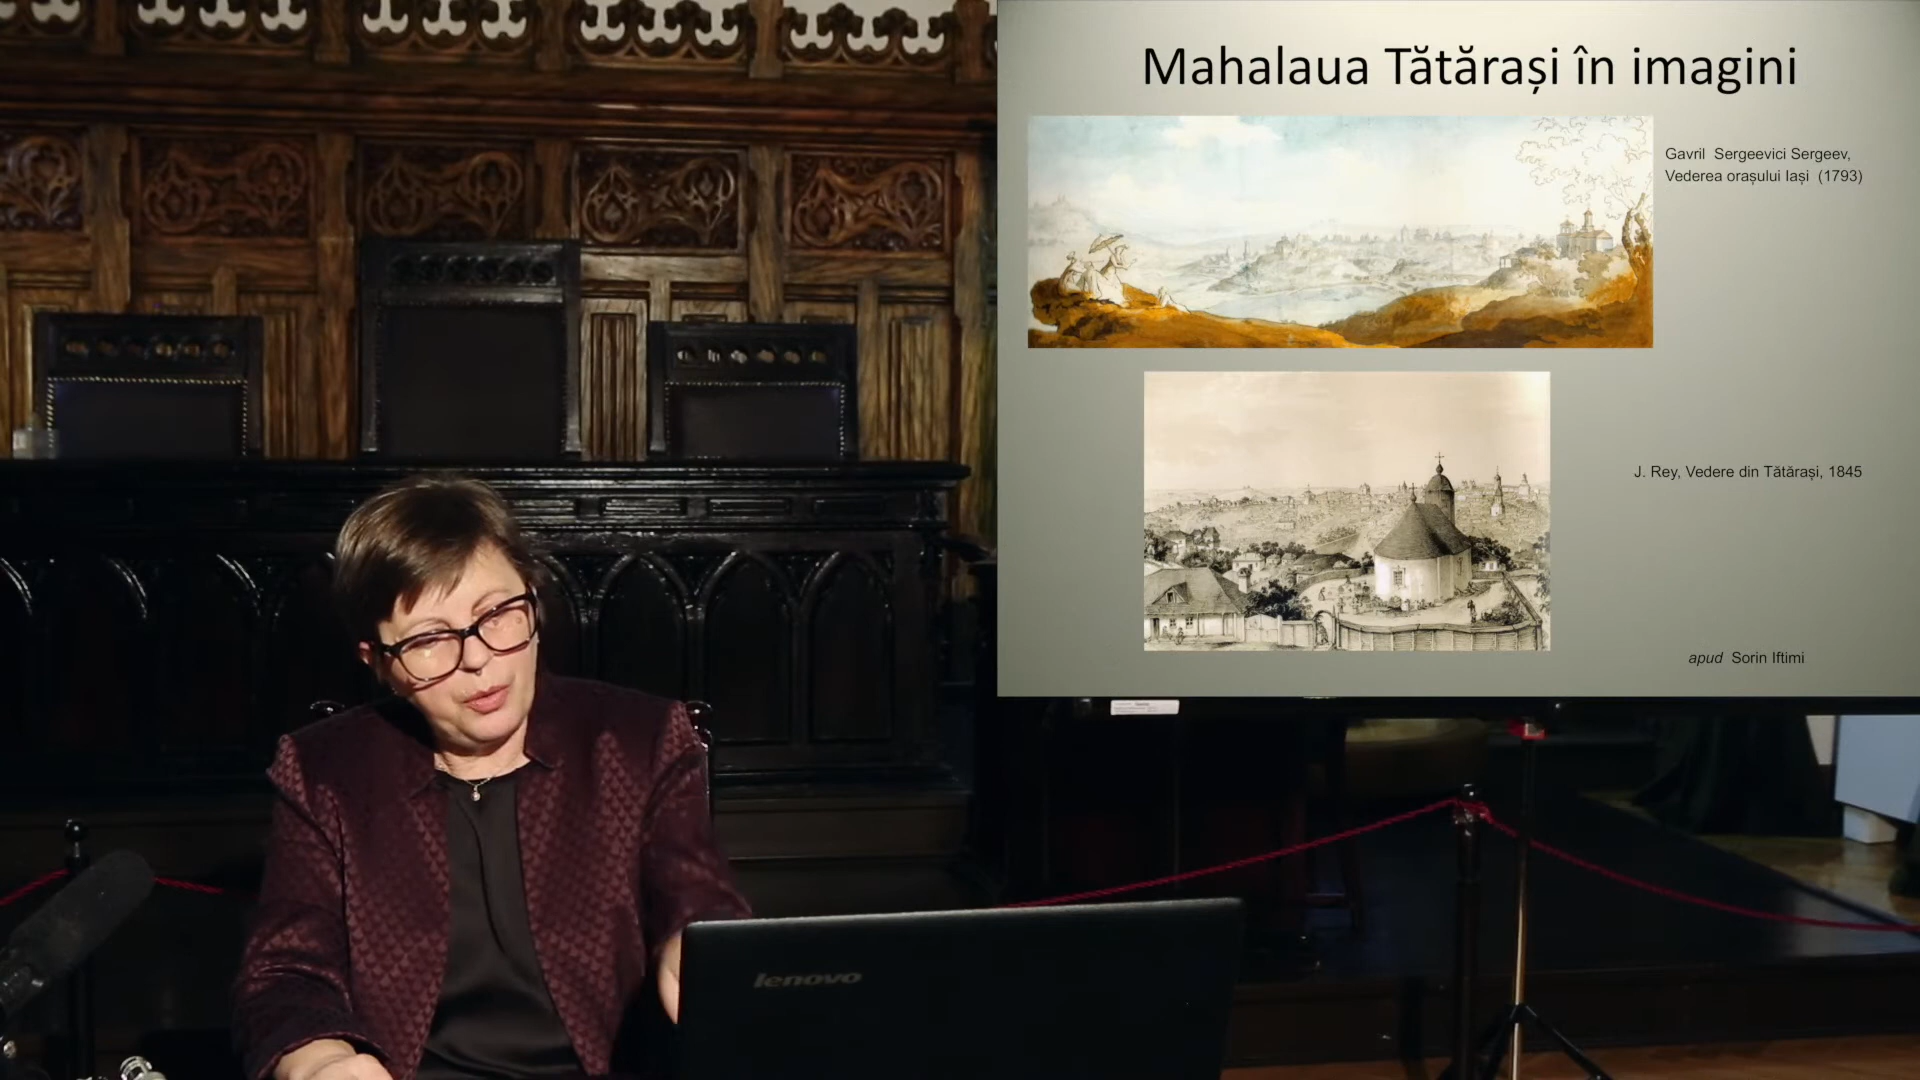 Mahalaua Tătărași în imagini
Gavril Sergeevici Sergeev,
Vederea orașului Iași (1793)
J. Rey, Vedere din Tătărași, 1845
apud Sorin Iftimi
lenovo